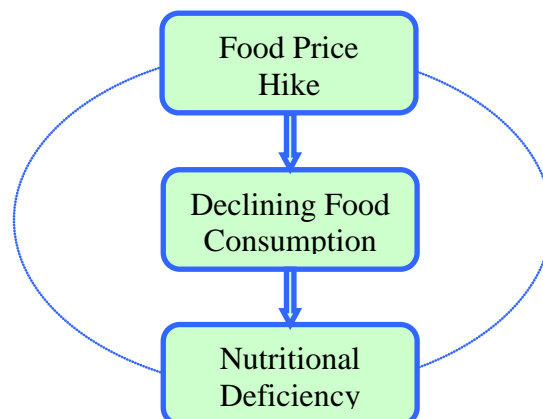 Food Price
Hike
Declining Food
Consumption
Nutritional
Deficiency